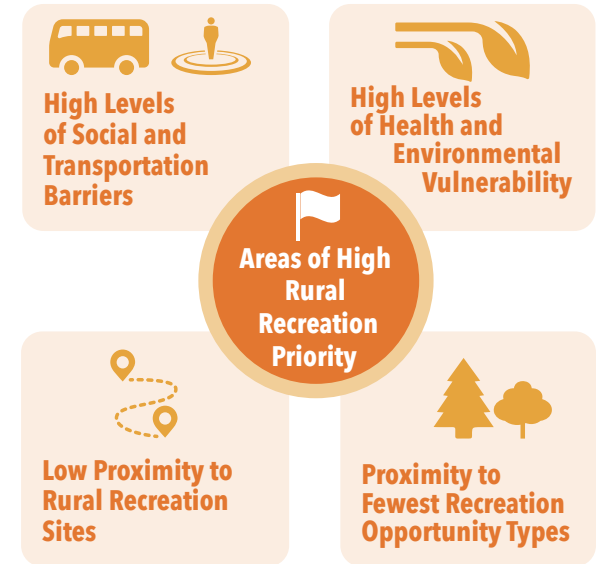 High Levels
of Social and
Transportation
Barriers
High Levels
of Health and
Environmental
Vulnerability
Areas of High
Rural
Recreation
Priority
Low Proximity to
Rural Recreation
Sites
Proximity to
Fewest Recreation
Opportunity Types